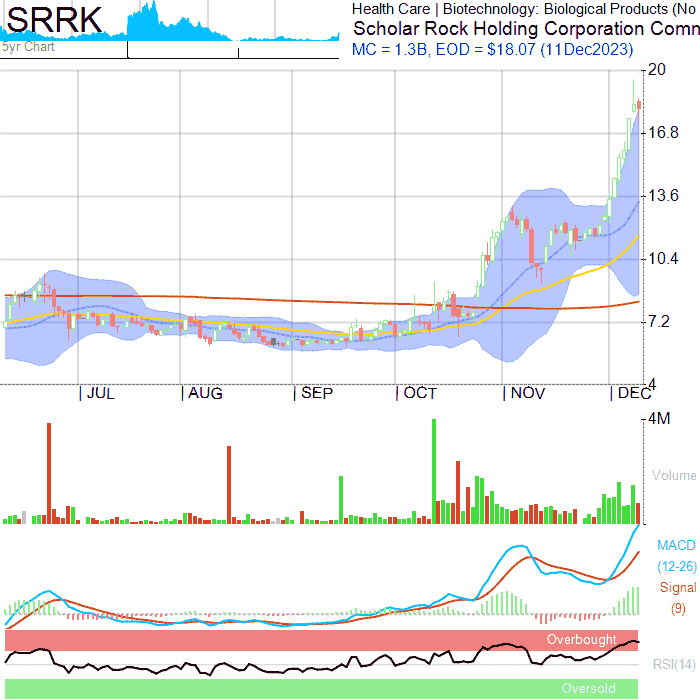 SRRK
5yr Chart
Health Care | Biotechnology: Biological Products (No
Scholar Rock Holding Corporation Comn
MC = 1.3B, EOD = $18.07 (11Dec2023)
20
16.8
13.6
10.4
7.2
4
|JUL |AUG |SEP |OCT |NOV |DEC
4M
Volume
MACD
(12-26)
Signal
(9)
Overbought
RSI(14)
Oversold